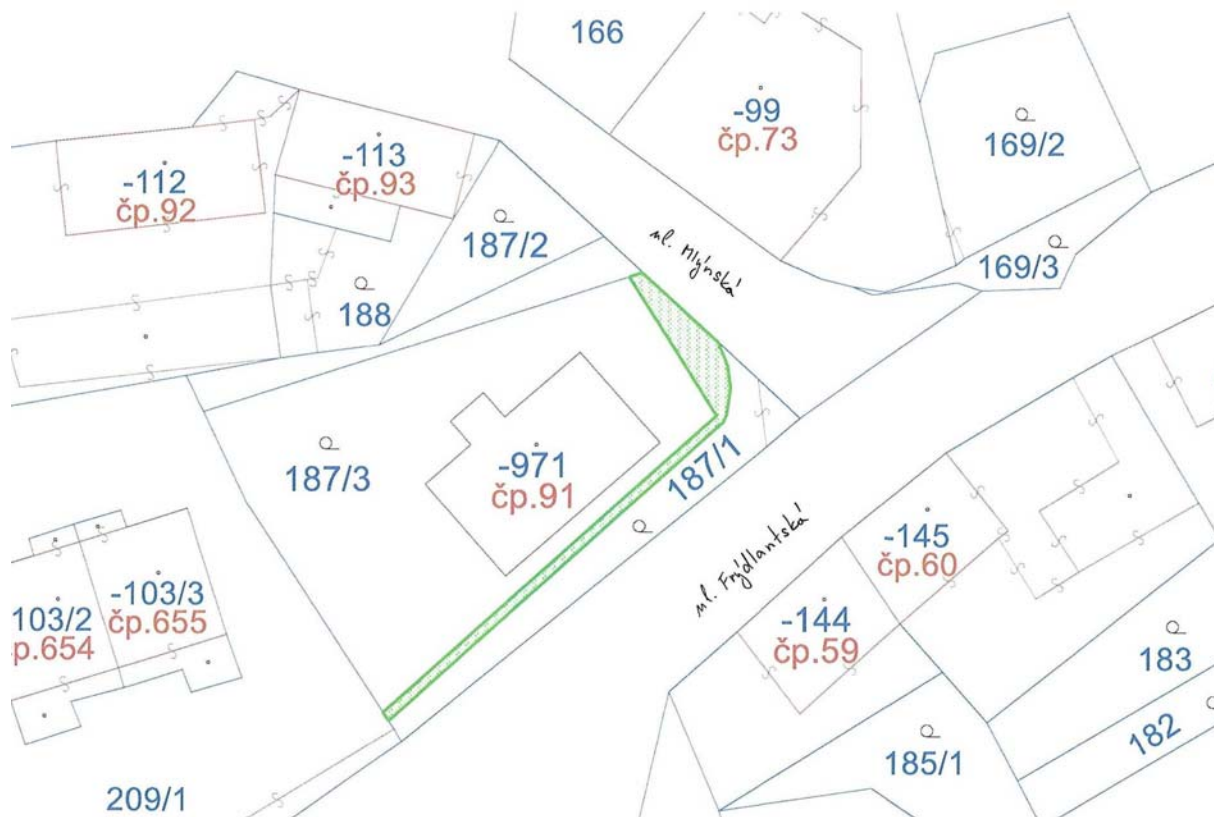 166
-99
čp.73
169/2
-113
čp.93
-112
čp.92
187/2
ul. Mlýnská
169/3
188
187/3
-971
čp.91
187/1
ul. Frýdlantská
-145
čp.60
-103/3
čp.655
103/2
p.654
-144
čp.59
183
182
185/1
209/1